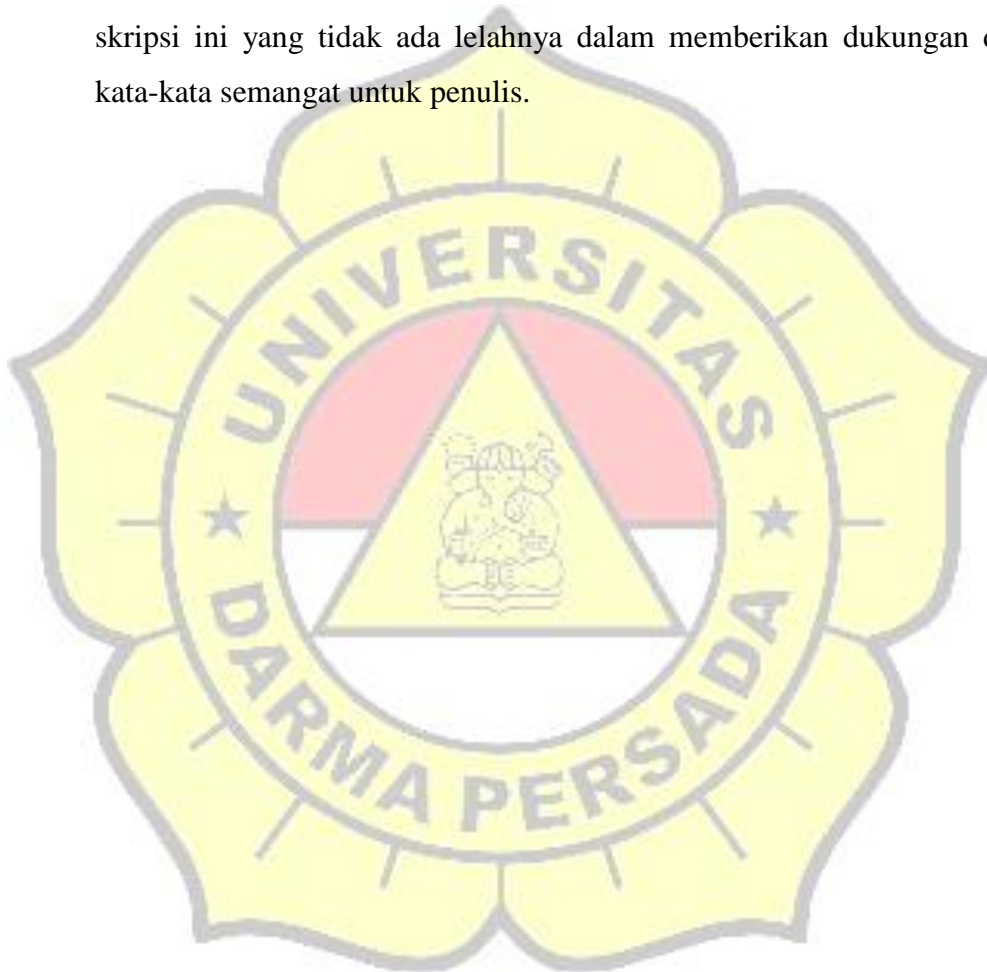 skripsi ini yang tidak ada lelahnya dalam memberikan dukungan
kata-kata semangat untuk penulis.
UNIVERSITAS
DARMA PERSADA